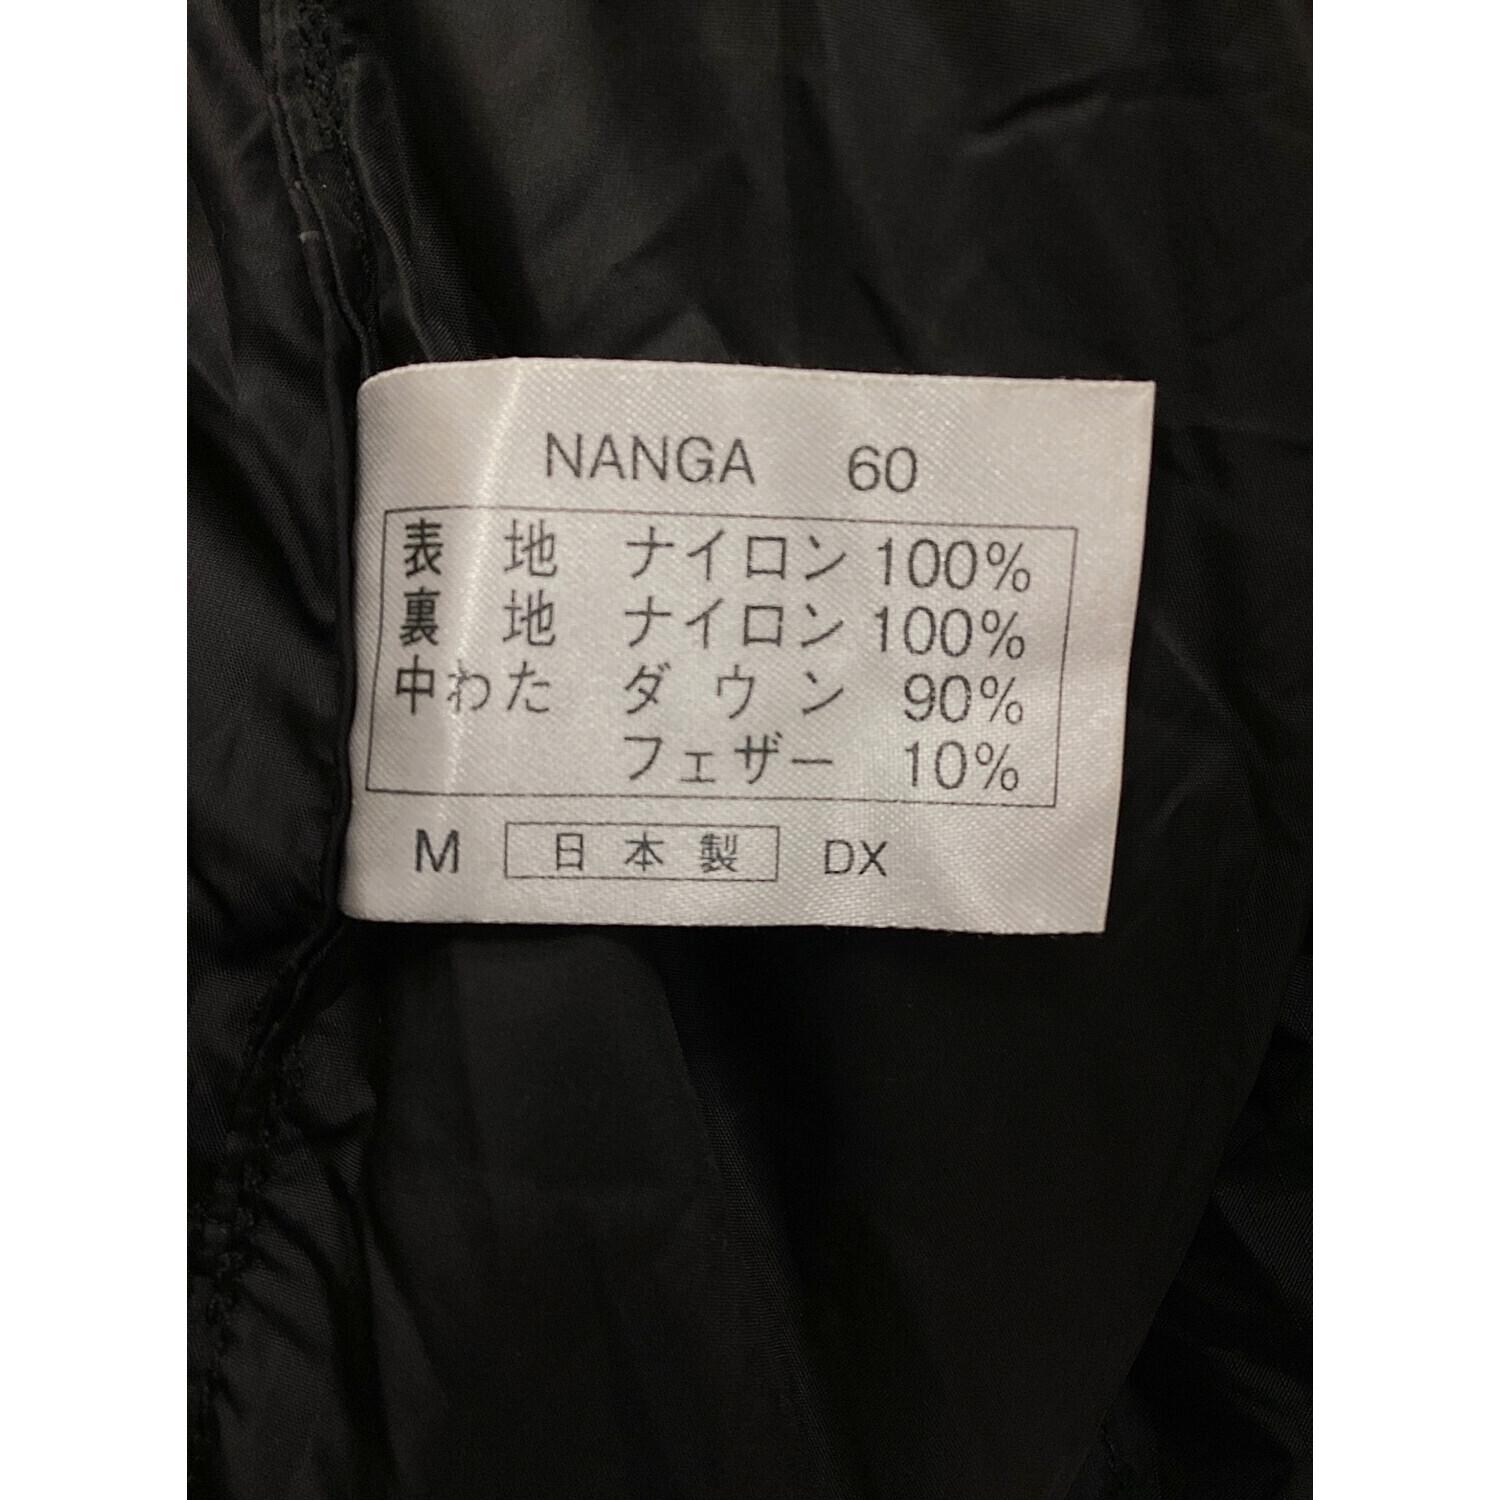 NANGA 60
表地 ナイロン 100%
裏地 ナイロン 100%
中わた ダウン 90%
フェザー 10%
M 日本製 DX